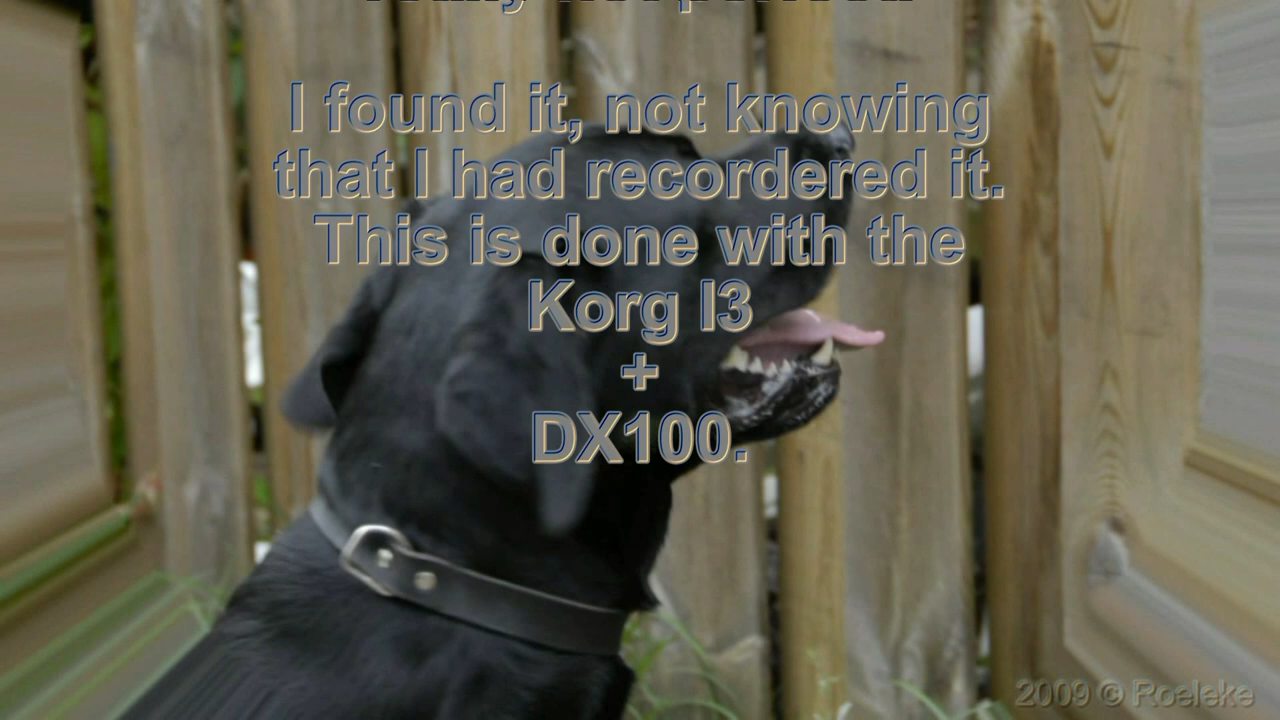 I found it, not knowing
that I had recordered it.
This is done with the
Korg I3
+
DX100.
2009 © Roeleke